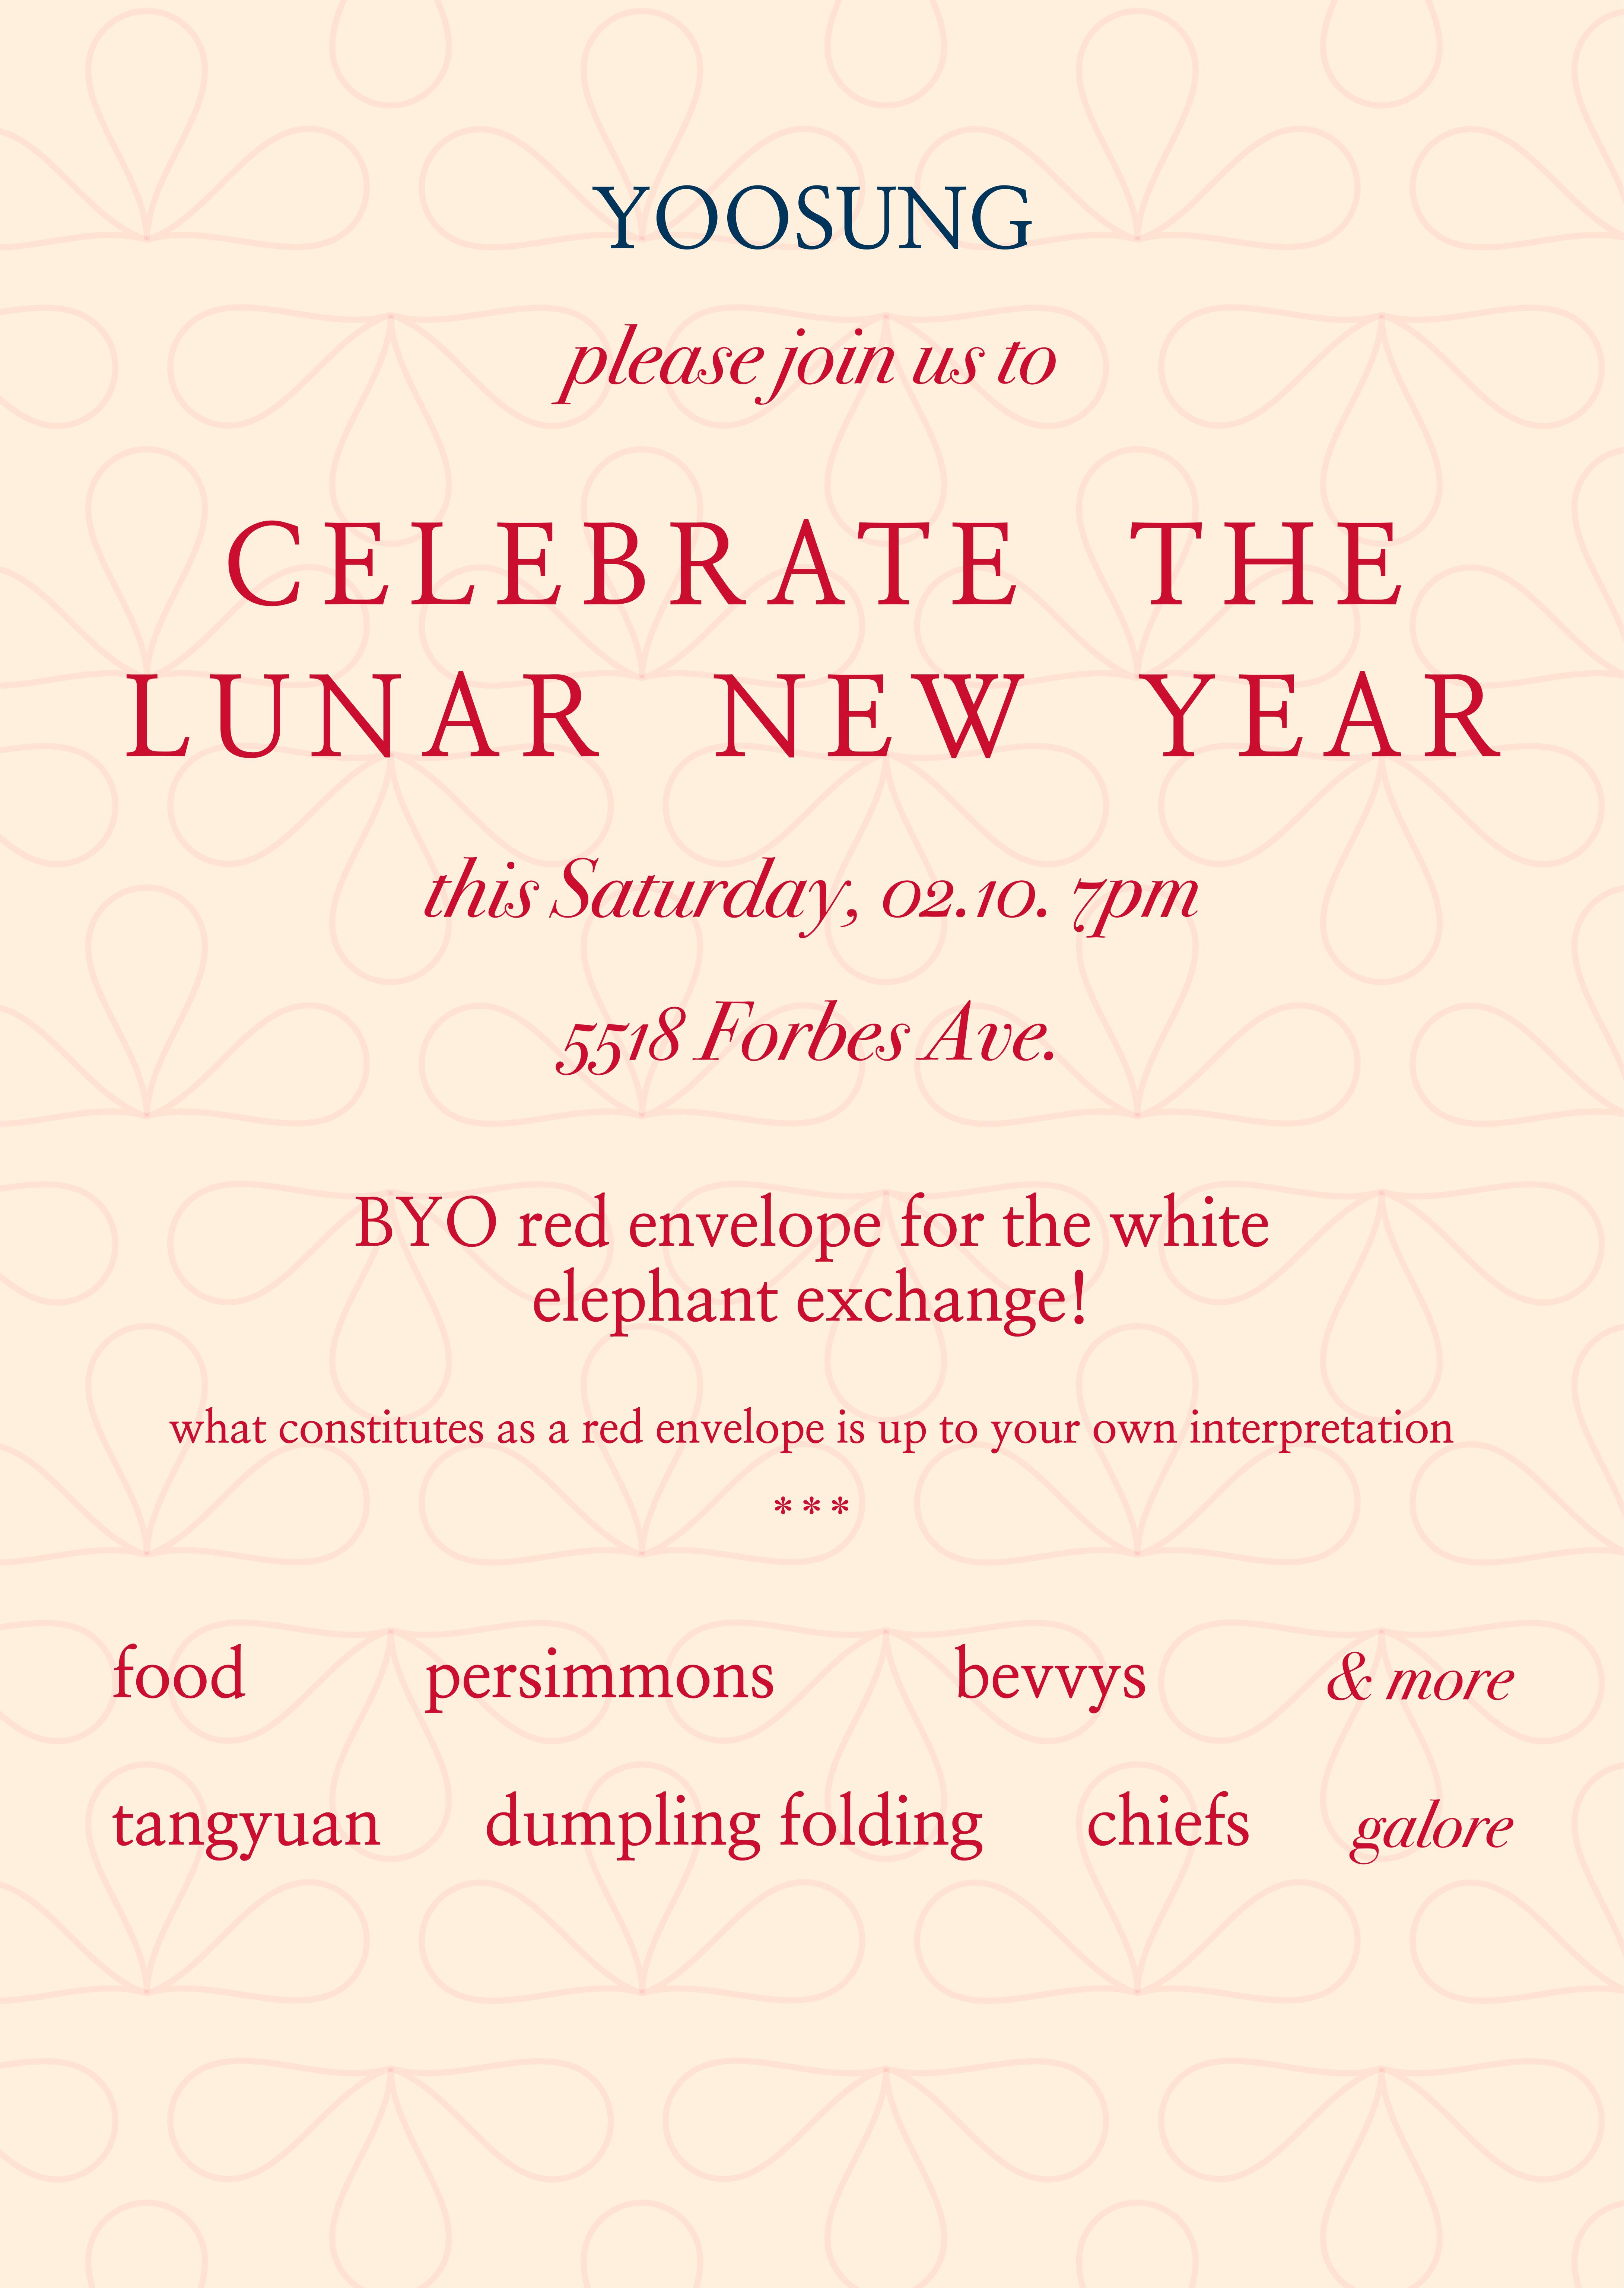 YOOSUNG
please join us to
CELEBRATE THE
LUNAR NEW YEAR
this Saturday, 02.10. 7pm
5518 Forbes Ave.
BYO red envelope for the white
elephant exchange!
what constitutes as a red envelope is up to your own interpretation
***
food persimmons bevvys & more
tangyuan dumpling folding chiefs galore